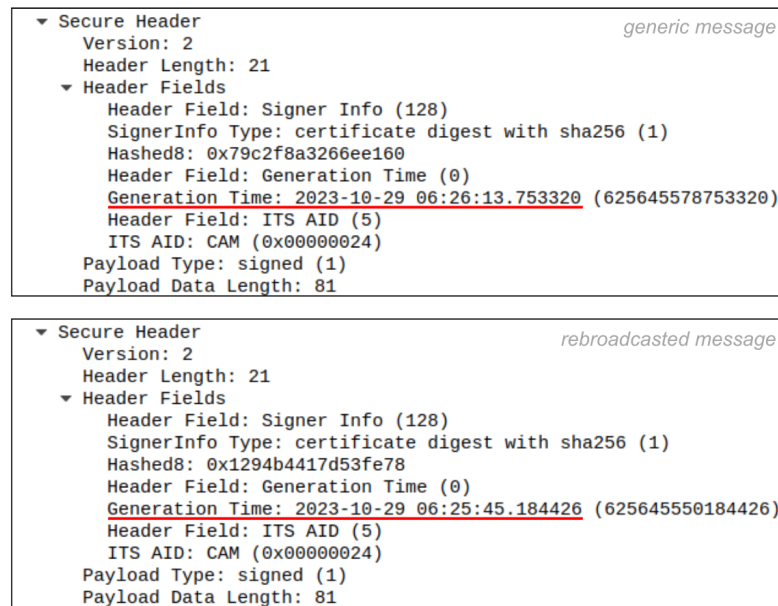 Secure Header
generic message
Version: 2
Header Length: 21
Header Fields
Header Field: Signer Info (128)
SignerInfo Type: certificate digest with sha256 (1)
Hashed8: 0x79c2f8a3266ee160
Header Field: Generation Time (0)
Generation Time: 2023-10-29 06:26:13.753320 (625645578753320)
Header Field: ITS AID (5)
ITS AID: CAM (0x00000024)
Payload Type: signed (1)
Payload Data Length: 81
Secure Header
rebroadcasted message
Version: 2
Header Length: 21
Header Fields
Header Field: Signer Info (128)
SignerInfo Type: certificate digest with sha256 (1)
Hashed8: 0x1294b4417d53fe78
Header Field: Generation Time (0)
Generation Time: 2023-10-29 06:25:45.184426 (625645550184426)
Header Field: ITS AID (5)
ITS AID: CAM (0x00000024)
Payload Type: signed (1)
Payload Data Length: 81